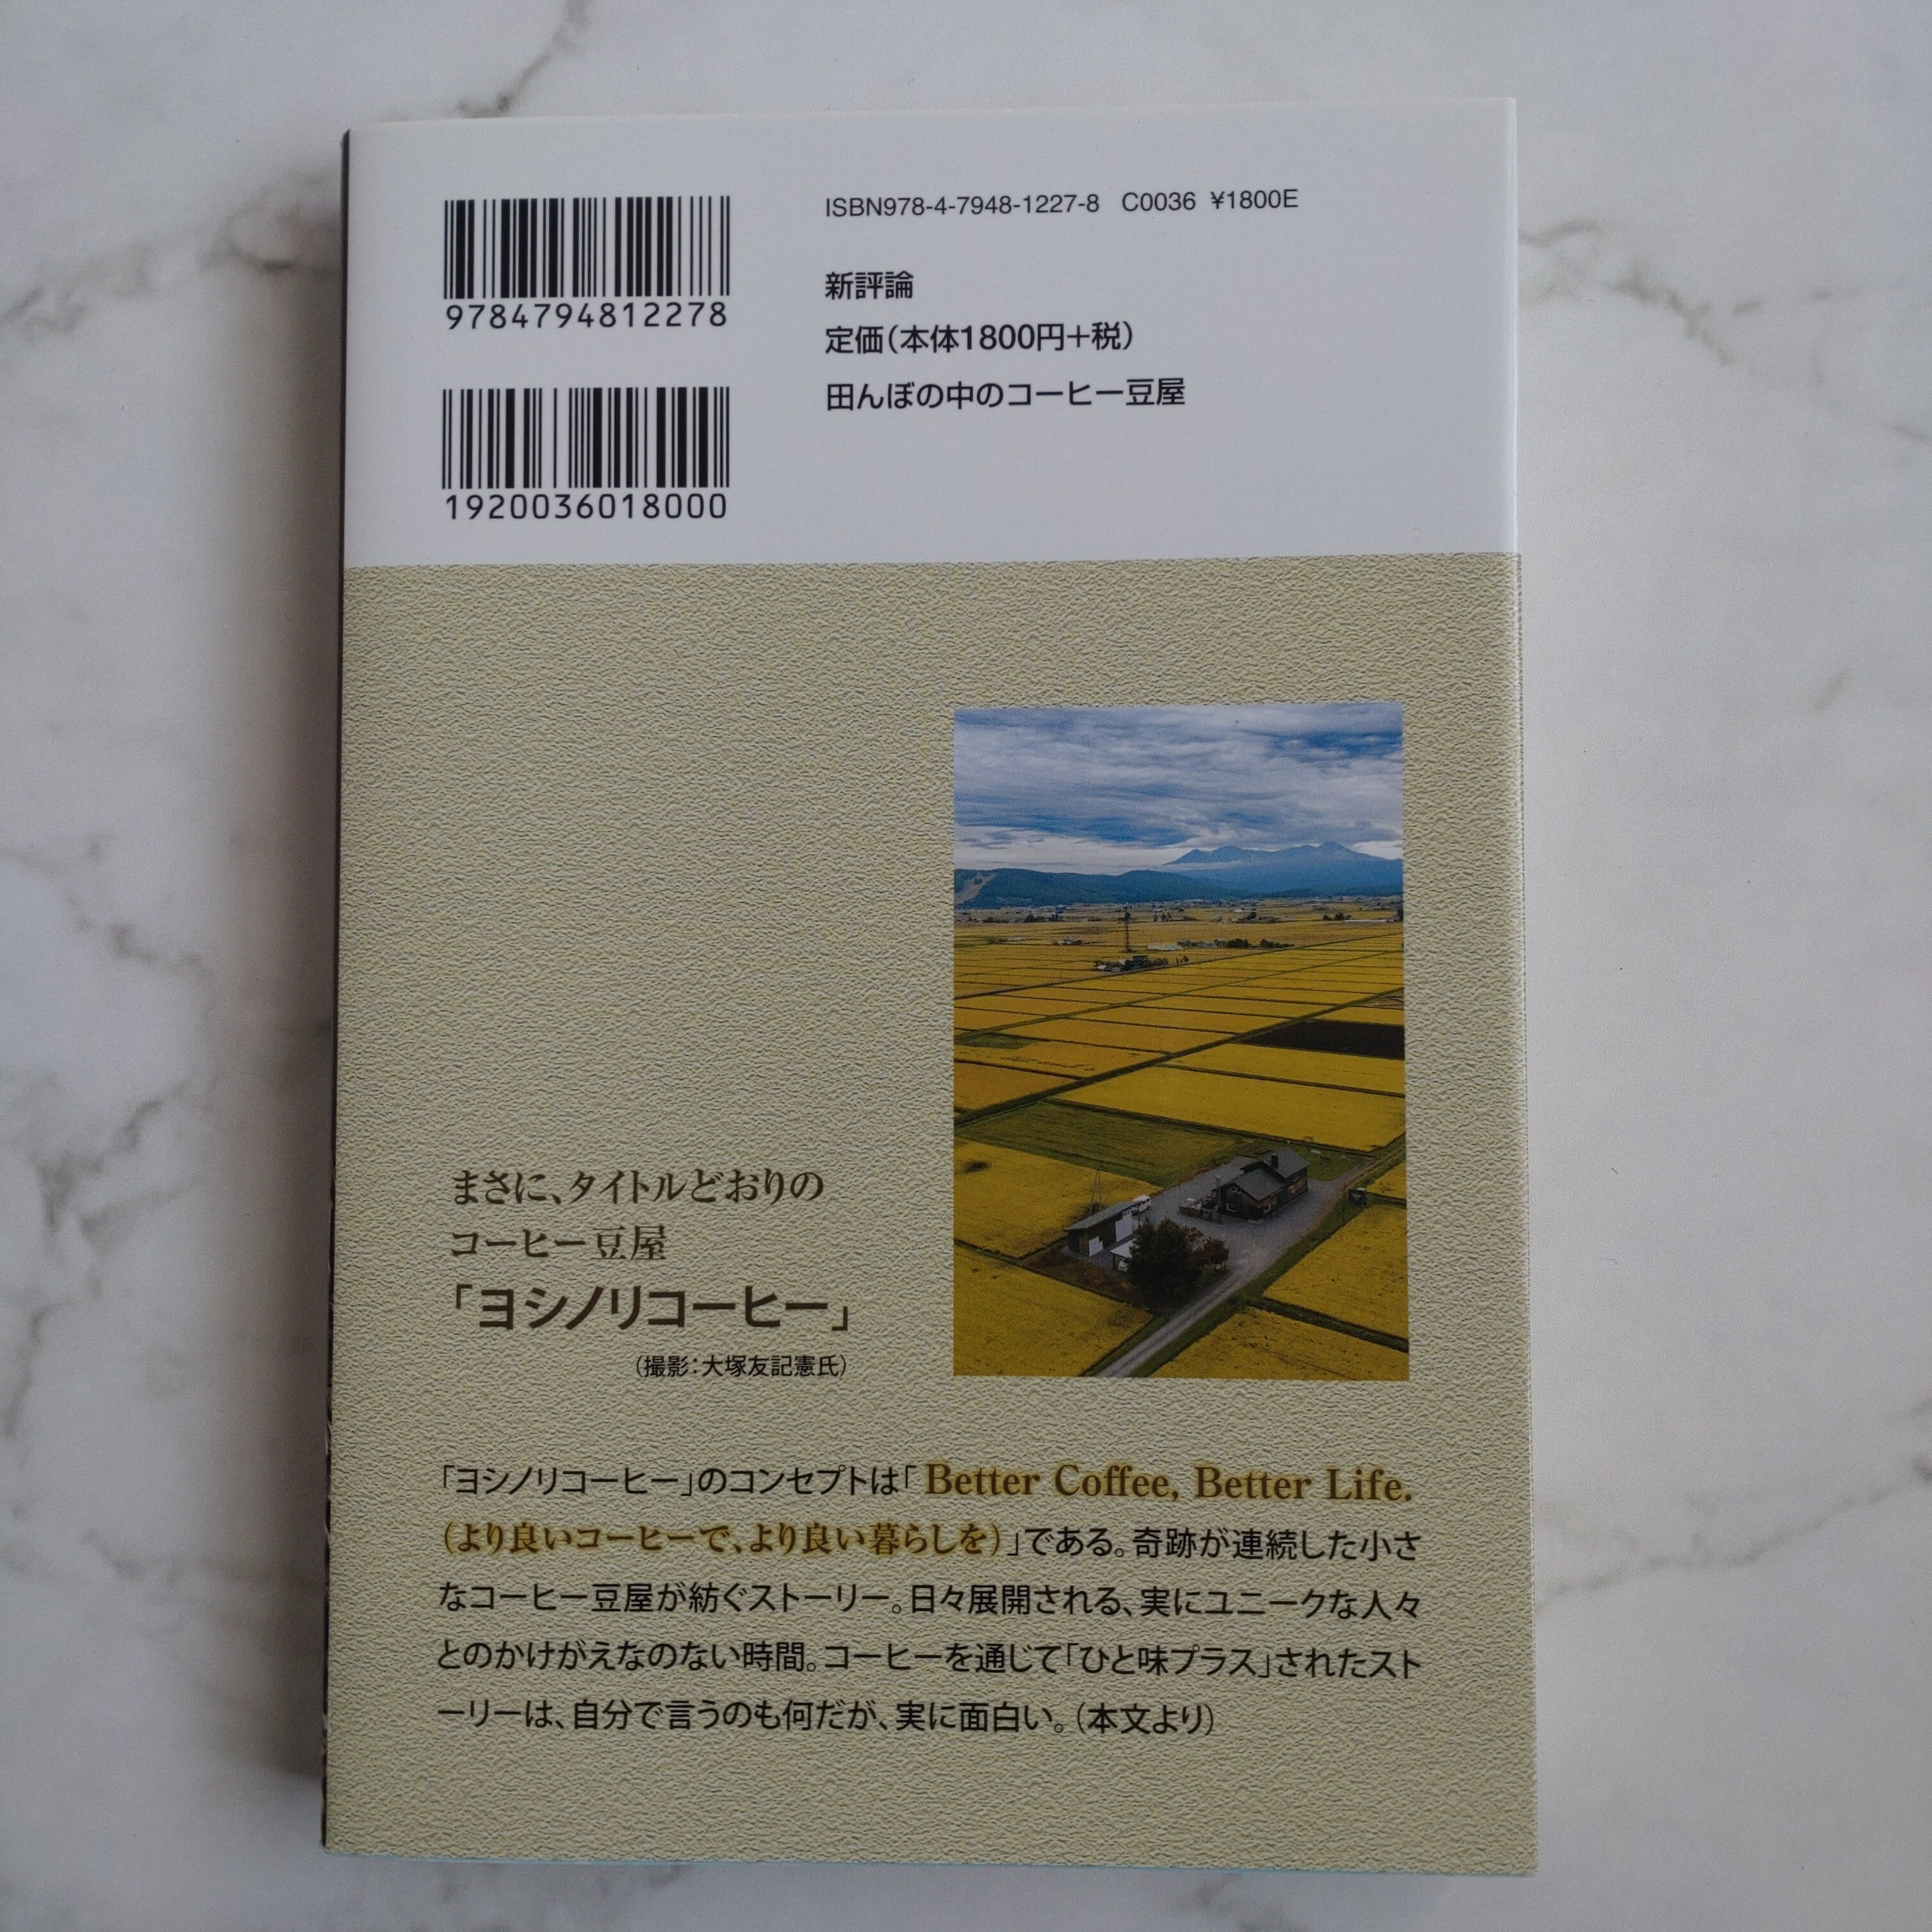 9784794812278
1920036018000
ISBN978-4-7948-1227-8 C0036 ¥1800E
新評論
定価(本体1800円+税)
田んぼの中のコーヒー豆屋
まさに、タイトルどおりの
コーヒー豆屋
「ヨシノリコーヒー」
(撮影:大塚友記憲氏)
「ヨシノリコーヒー」のコンセプトは「Better Coffee, Better Life.
(より良いコーヒーで、より良い暮らしを)」である。奇跡が連続した小さ
なコーヒー豆屋が紡ぐストーリー。日々展開される、実にユニークな人々
とのかけがえなのない時間。コーヒーを通じて「ひと味プラス」されたスト
ーリーは、自分で言うのも何だが、実に面白い。(本文より)